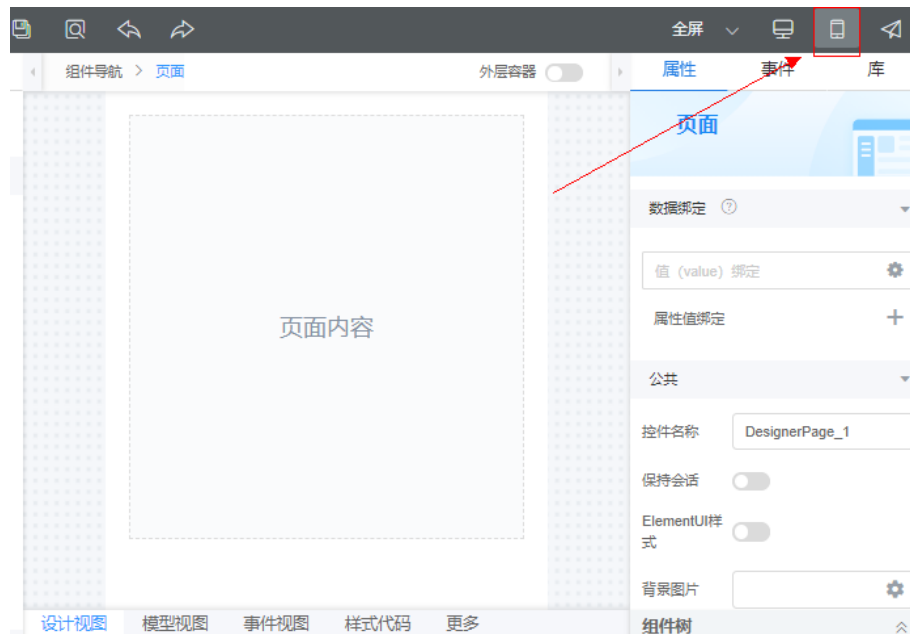 全屏
组件导航 > 页面
外层容器
属性
事件
库
页面
数据绑定 ?
值（value）绑定
属性值绑定
页面内容
公共
控件名称
DesignerPage_1
保持会话
ElementUI样
式
背景图片
设计视图
模型视图
事件视图
样式代码
更多
组件树